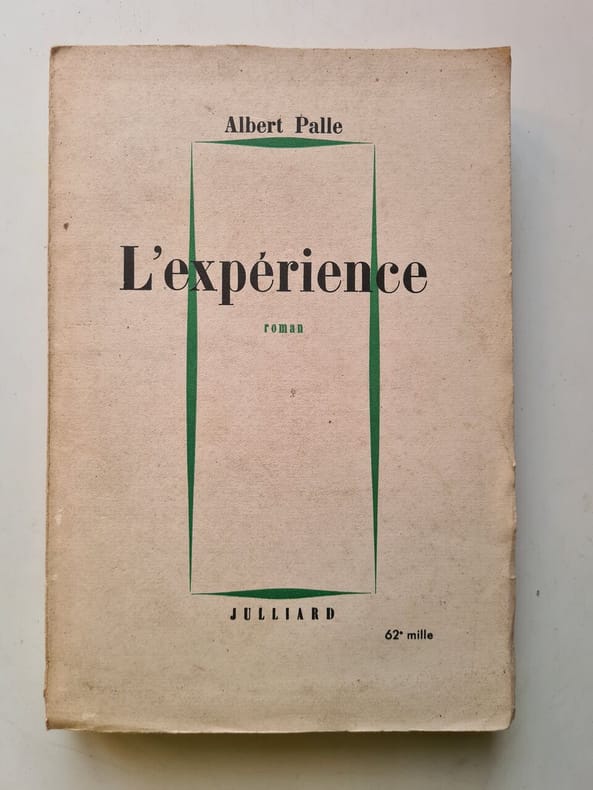 Albert Palle
L'expérience
roman
JULLIARD
62e mille